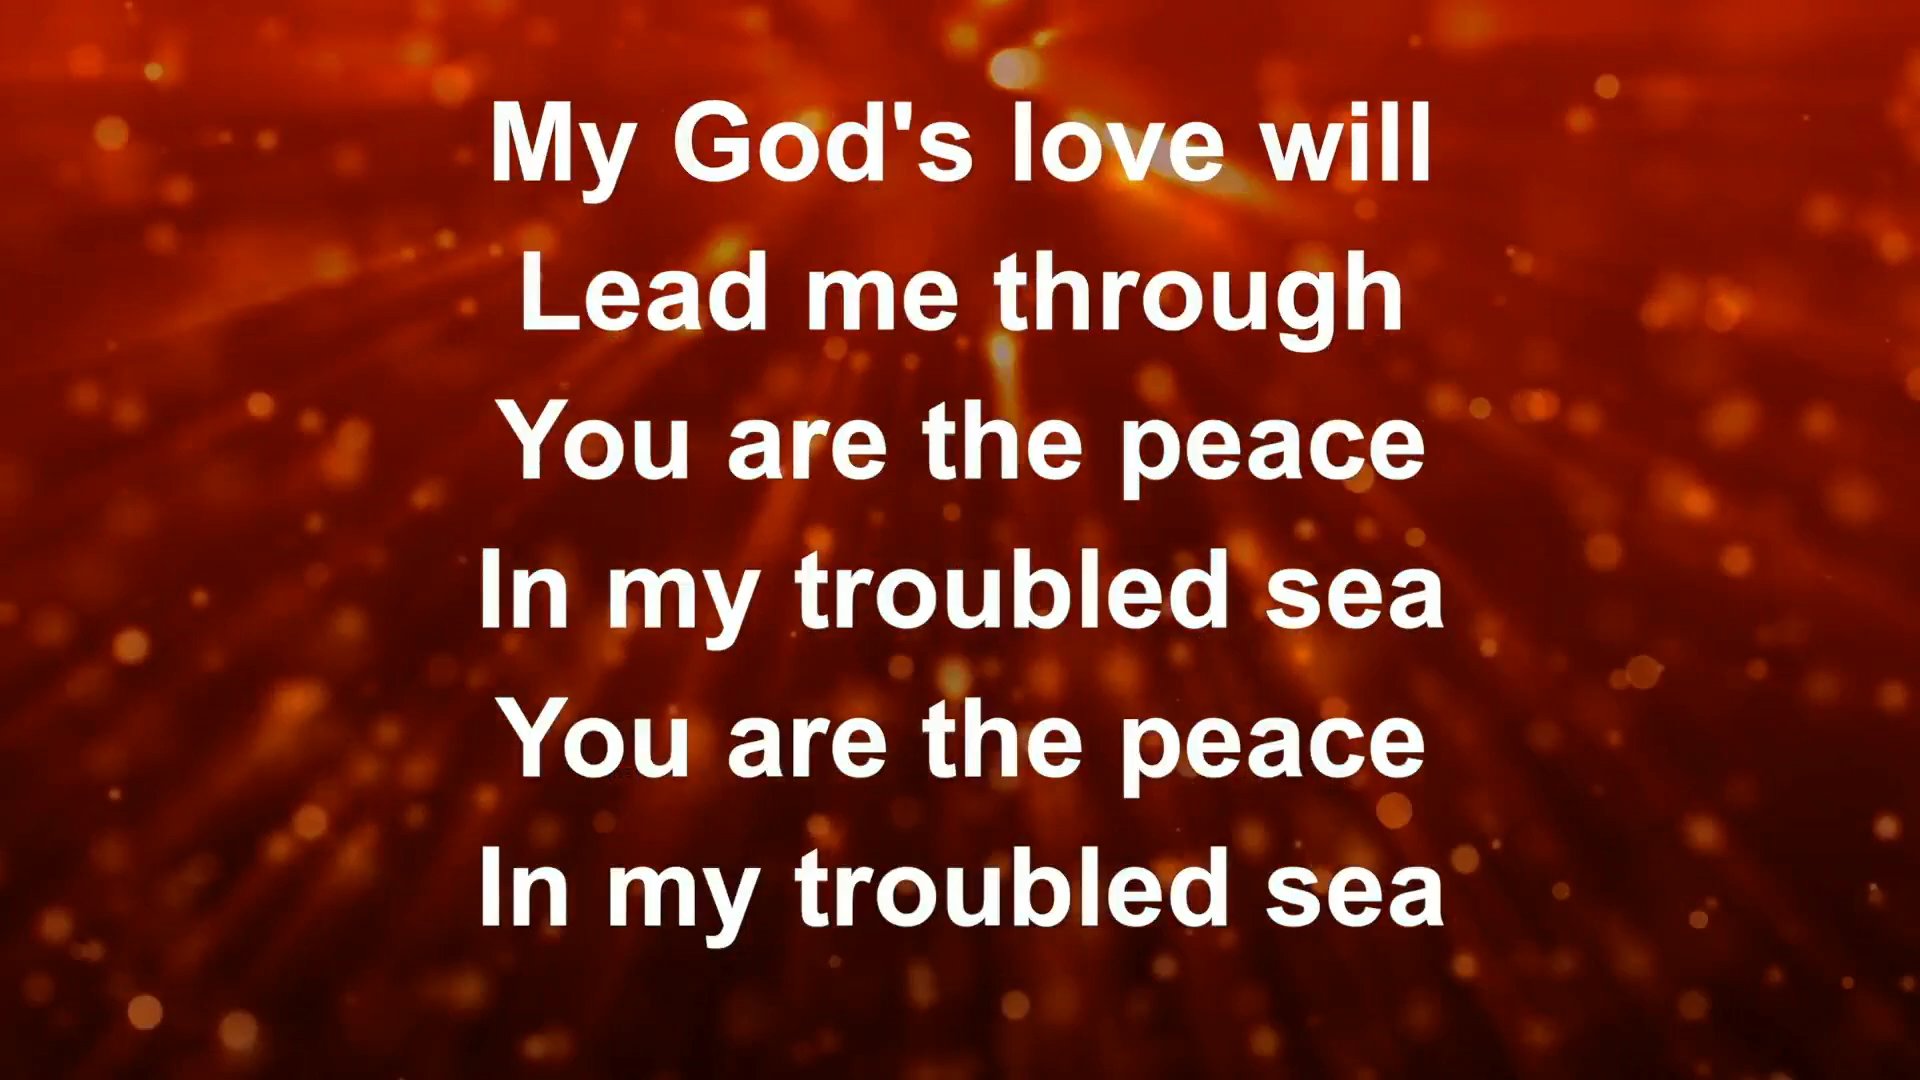 My God's love will
Lead me through
You are the peace
In my troubled sea
You are the peace
In my troubled sea